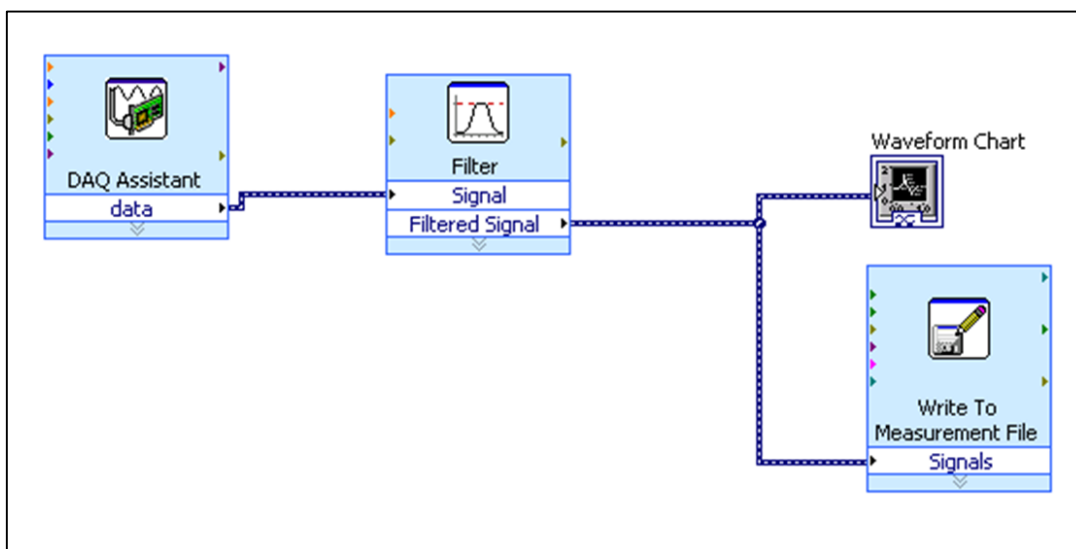 DAQ Assistant
data
Filter
Signal
Filtered Signal
Waveform Chart
Write To
Measurement File
Signals